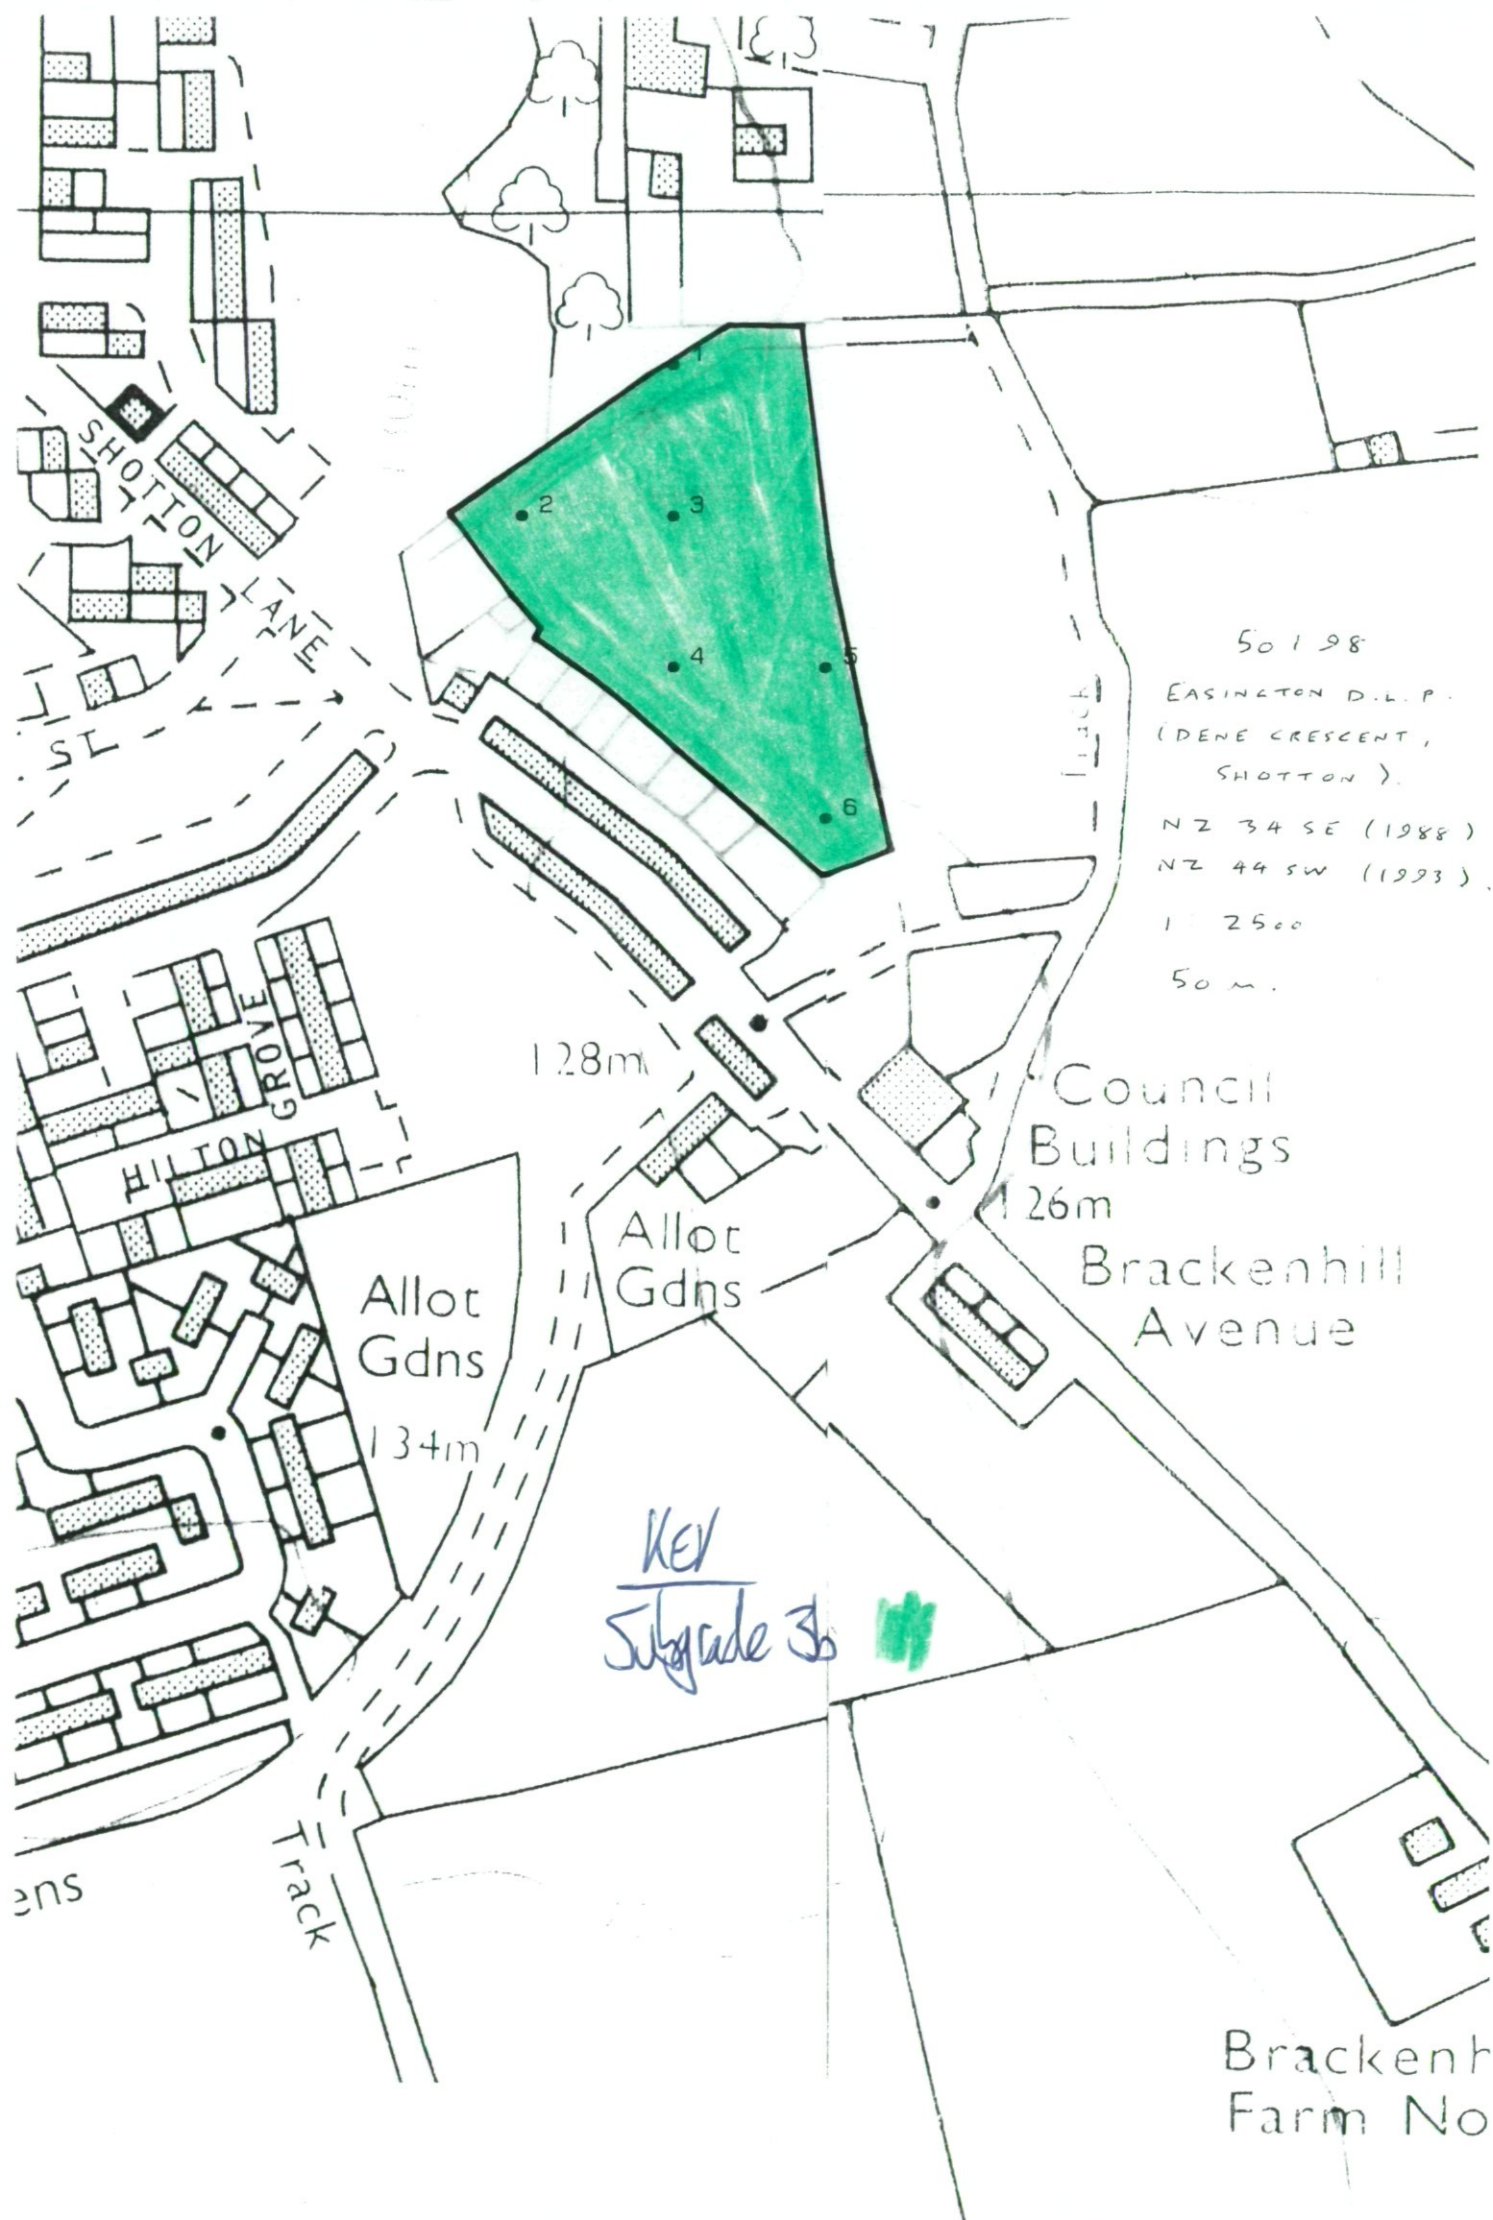 1
2
3
4
5
6
SHOTTON LANE
ST
Track
50 198
EASINGTON D.L.P.
(DENE CRESCENT,
SHOTTON).
NZ 34 SE (1988)
NZ 44 SW (1993).
1 2500
50 m.
128m
HILTON GROVE
Council
Buildings
126m
Allot
Gdns
Brackenhill
Avenue
Allot
Gdns
134m
KEY
Subgrade 3b
Track
ens
Brackenh
Farm No